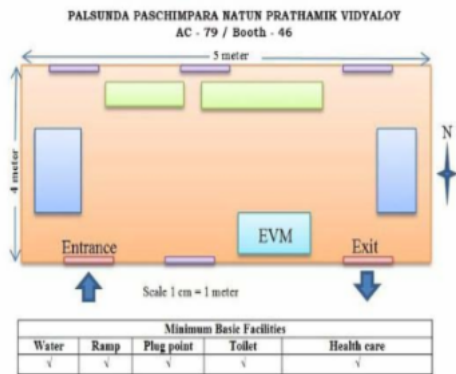 PALSUNDA PASCHIMPARA NATUN PRATHAMIK VIDYALOY
AC - 79 / Booth - 46
5 meter
4 meter
N
EVM
Entrance
Exit
Scale 1 cm = 1 meter
Minimum Basic Facilities
Water Ramp Plug point Toilet Health care
√ √ √ √ √